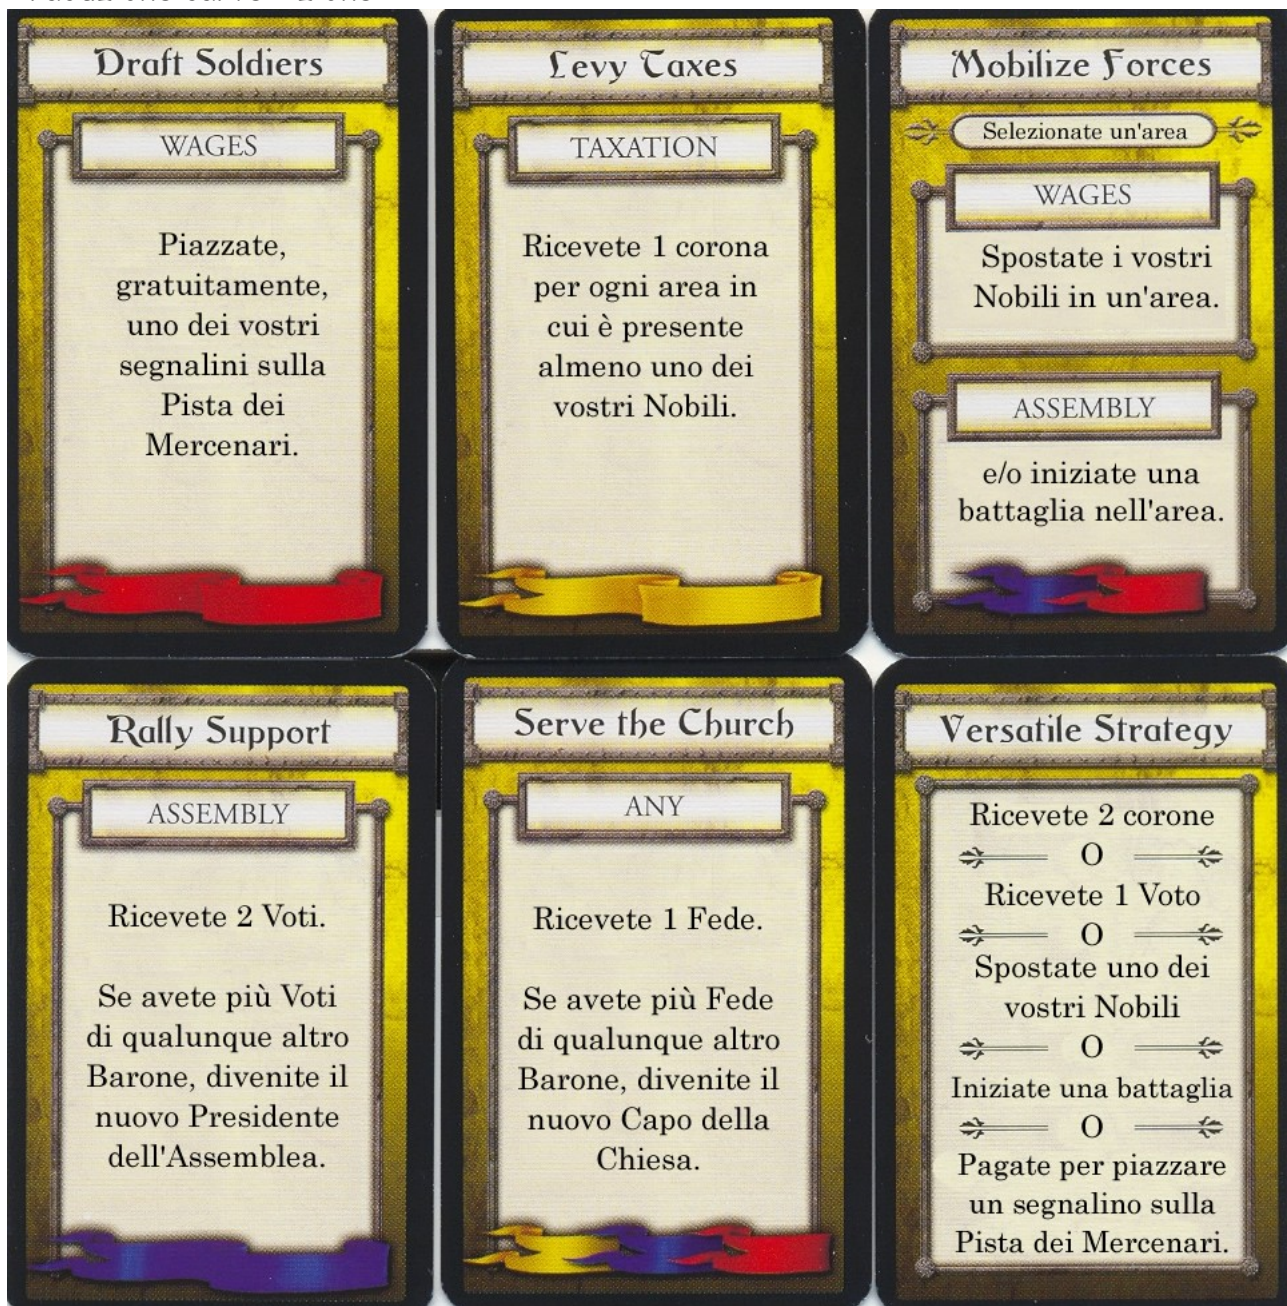 Draft Soldiers
WAGES
Piazzate,
gratuitamente,
uno dei vostri
segnalini sulla
Pista dei
Mercenari.
Levy Taxes
TAXATION
Ricevete 1 corona
per ogni area in
cui è presente
almeno uno dei
vostri Nobili.
Mobilize Forces
Selezionate un'area
WAGES
Spostate i vostri
Nobili in un'area.
ASSEMBLY
e/o iniziate una
battaglia nell'area.
Rally Support
ASSEMBLY
Ricevete 2 Voti.
Se avete più Voti
di qualunque altro
Barone, divenite il
nuovo Presidente
dell'Assemblea.
Serve the Church
ANY
Ricevete 1 Fede.
Se avete più Fede
di qualunque altro
Barone, divenite il
nuovo Capo della
Chiesa.
Versatile Strategy
Ricevete 2 corone
O
Ricevete 1 Voto
O
Spostate uno dei
vostri Nobili
O
Iniziate una battaglia
O
Pagate per piazzare
un segnalino sulla
Pista dei Mercenari.